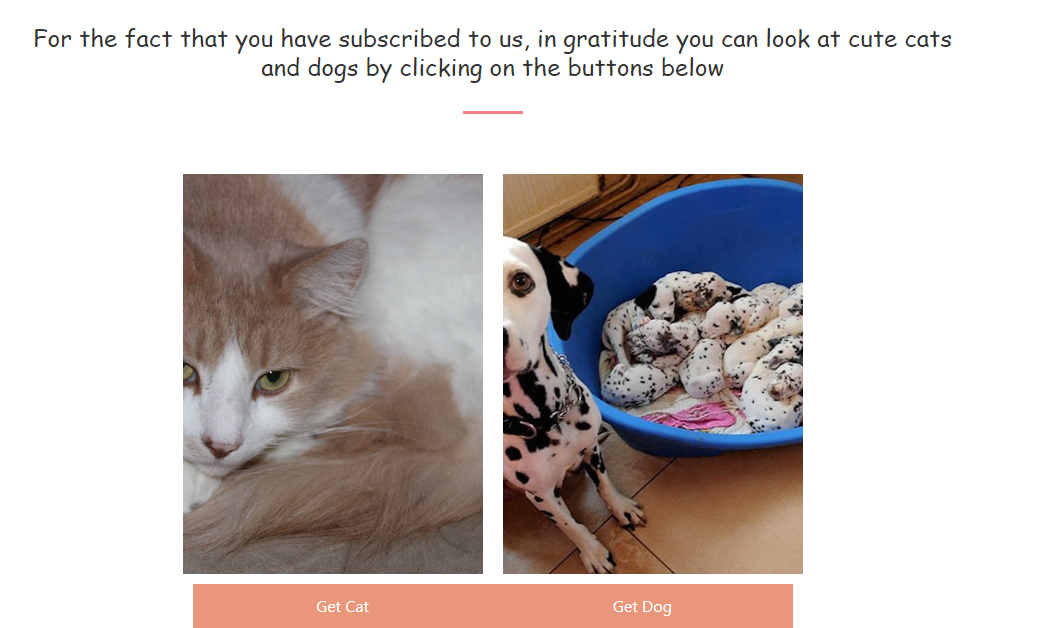 For the fact that you have subscribed to us, in gratitude you can look at cute cats
and dogs by clicking on the buttons below
Get Cat
Get Dog